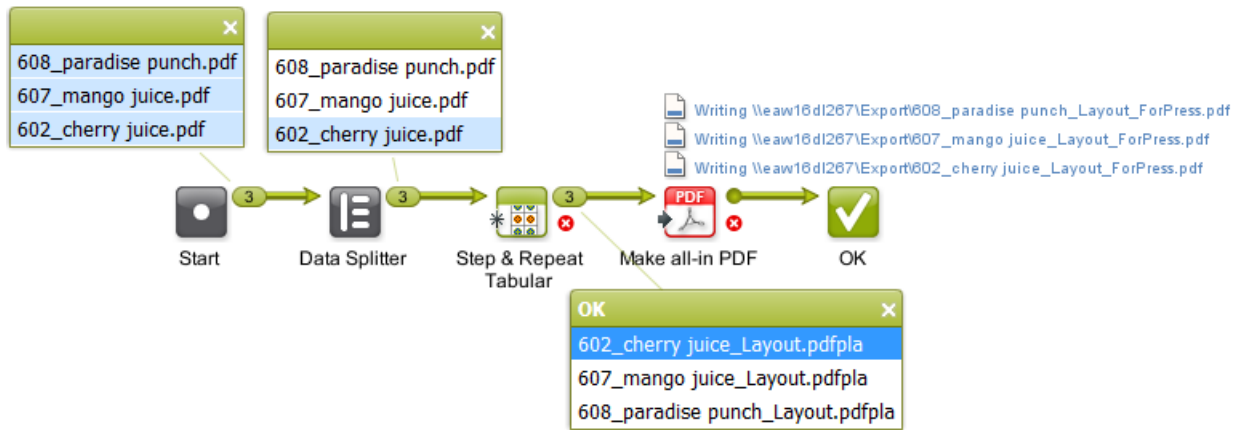 608_paradise punch.pdf
607_mango juice.pdf
602_cherry juice.pdf
608_paradise punch.pdf
607_mango juice.pdf
602_cherry juice.pdf
Writing \\eaw16dl267\Export\608_paradise punch_Layout_ForPress.pdf
Writing \\eaw16dl267\Export\607_mango juice_Layout_ForPress.pdf
Writing \\eaw16dl267\Export\602_cherry juice_Layout_ForPress.pdf
3
3
3
PDF
Start
Data Splitter
Step & Repeat
Tabular
Make all-in PDF
OK
OK
602_cherry juice_Layout.pdfpla
607_mango juice_Layout.pdfpla
608_paradise punch_Layout.pdfpla